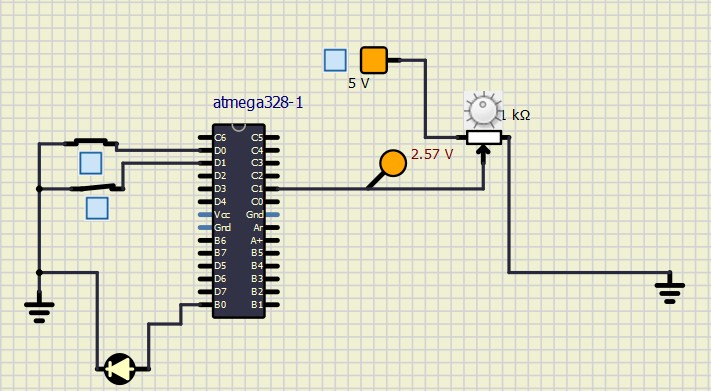 5 V
atmega328-1
1 kΩ
2.57 V
C6 C5
D0 C4
D1 C3
D2 C2
D3 C1
D4 C0
Vcc Gnd
Gnd Ar
B6 A+
B7 B5
D5 B4
D6 B3
D7 B2
B0 B1